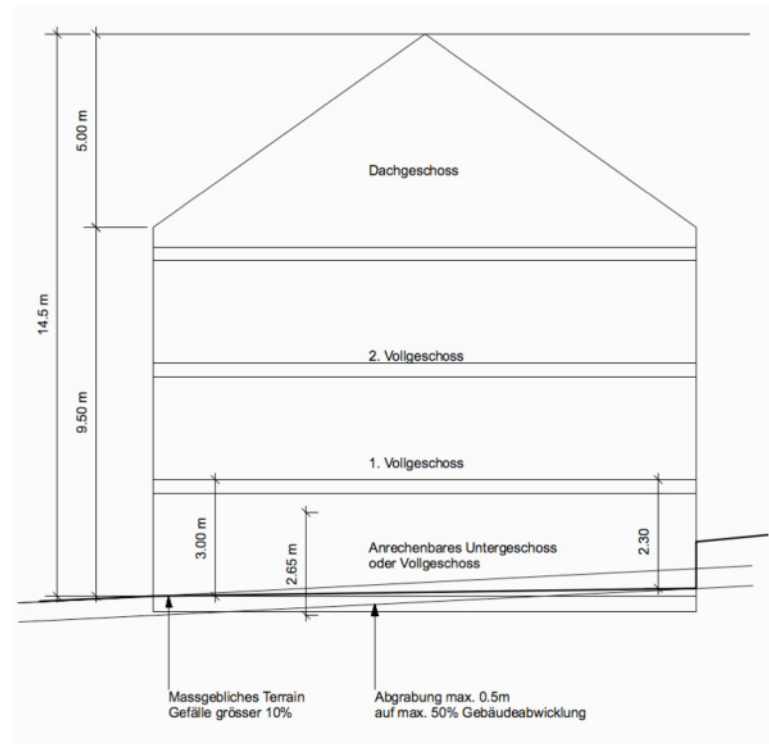 5.00 m
Dachgeschoss
14.5 m
2. Vollgeschoss
9.50 m
1. Vollgeschoss
3.00 m
2.65 m
2.30
Anrechenbares Untergeschoss
oder Vollgeschoss
Massgebliches Terrain
Gefälle grösser 10%
Abgrabung max. 0.5m
auf max. 50% Gebäudeabwicklung